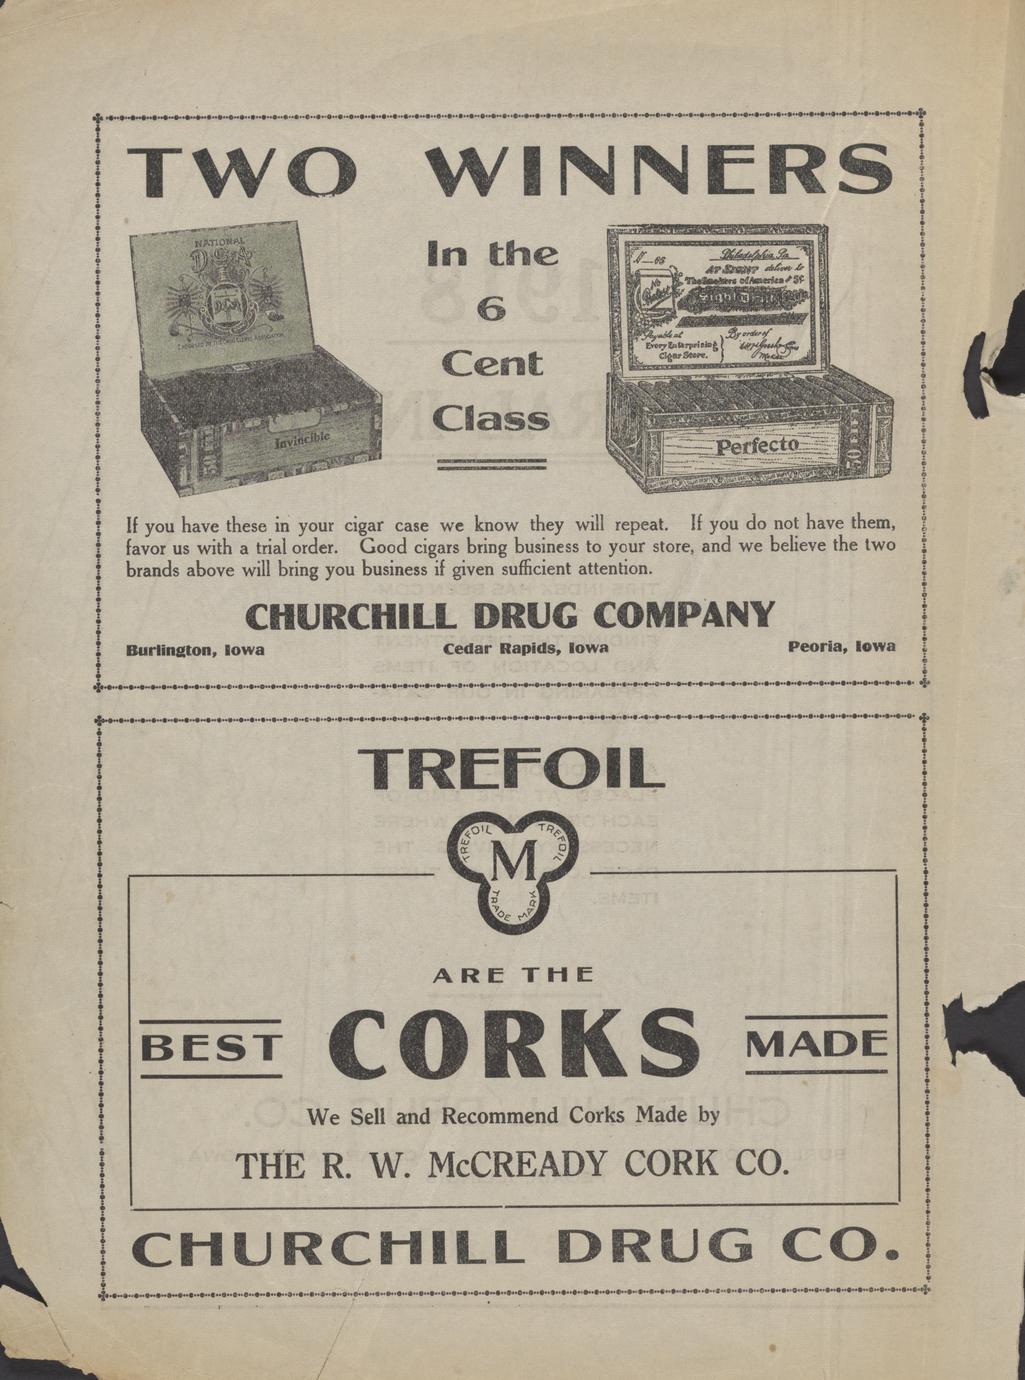 TWO WINNERS
NATIONAL
D.C.A
D.C.A
Invincible
In the
6
Cent
Class
Philadelphia, Pa
AT SIGHT deliver to
The Smokers of America
Sight Draft
Payable at
Every Enterprising
Cigar Store.
By order of
Perfecto
50
If you have these in your cigar case we know they will repeat. If you do not have them,
favor us with a trial order. Good cigars bring business to your store, and we believe the two
brands above will bring you business if given sufficient attention.
CHURCHILL DRUG COMPANY
Burlington, Iowa Cedar Rapids, Iowa Peoria, Iowa
TREFOIL
TREFOIL TREFOIL
M
TRADE MARK
ARE THE
BEST CORKS MADE
We Sell and Recommend Corks Made by
THE R. W. McCREADY CORK CO.
CHURCHILL DRUG CO.